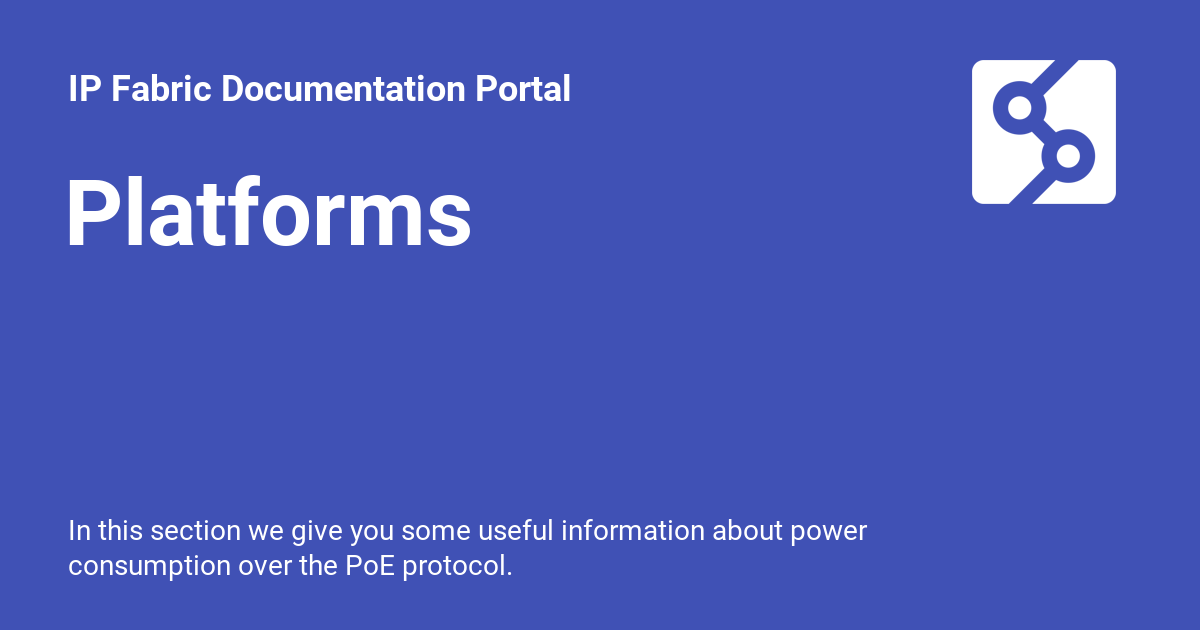 IP Fabric Documentation Portal
Platforms
In this section we give you some useful information about power
consumption over the PoE protocol.